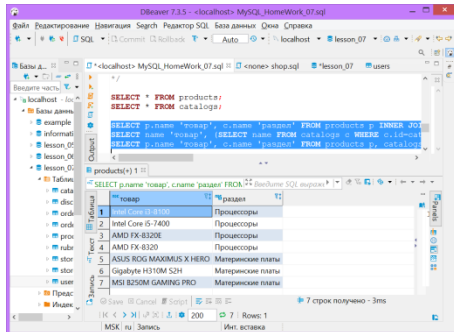 DBeaver 7.3.5 - <localhost> MySQL_HomeWork_07.sql
Файл Редактирование Навигация Search Редактор SQL База данных Окна Справка
SQL Commit Rollback T Auto localhost lesson_07
Базы д... *<localhost> MySQL_HomeWork_07.sql <none> shop.sql *lesson_07 users
Введите часть
*/
localhost - loc
Базы данны
SELECT * FROM products;
SELECT * FROM catalogs;
example
informati
SELECT p.name 'товар', c.name 'раздел' FROM products p INNER JOI
lesson_05
SELECT name 'товар', (SELECT name FROM catalogs c WHERE c.id=cat
lesson_06
SELECT p.name 'товар', c.name 'раздел' FROM products p, catalogs
lesson_07
Output
Таблиц
products(+) 1
cata
SELECT p.name 'товар', c.name 'раздел' FROM Введите SQL выраж
disc
orde
товар раздел
orde
1 Intel Core i3-8100 Процессоры
prod
2 Intel Core i5-7400 Процессоры
rubr
3 AMD FX-8320E Процессоры
stor
4 AMD FX-8320 Процессоры
stor
5 ASUS ROG MAXIMUS X HERO Материнские платы
stor
6 Gigabyte H310M S2H Материнские платы
user
7 MSI B250M GAMING PRO Материнские платы
Таблица
Текст
Запись
Panels
Предс
Индек
Save Cancel Script 7 строк получено - 3ms
200 7 Rows: 1
MSK ru Запись Инт. вставка